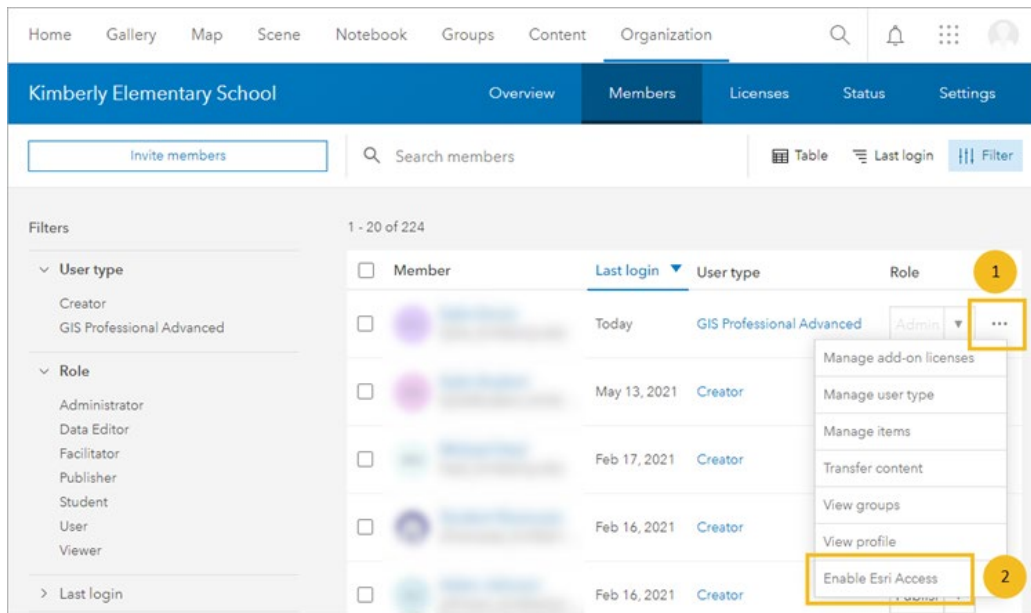 Home Gallery Map Scene Notebook Groups Content Organization
Kimberly Elementary School Overview Members Licenses Status Settings
Invite members Search members Table Last login Filter
Filters
User type
Creator
GIS Professional Advanced
Role
Administrator
Data Editor
Facilitator
Publisher
Student
User
Viewer
Last login
1 - 20 of 224
Member Last login User type Role 1
Today GIS Professional Advanced Admin ...
May 13, 2021 Creator
Feb 17, 2021 Creator
Feb 16, 2021 Creator
Feb 16, 2021 Creator
Manage add-on licenses
Manage user type
Manage items
Transfer content
View groups
View profile
Enable Esri Access 2